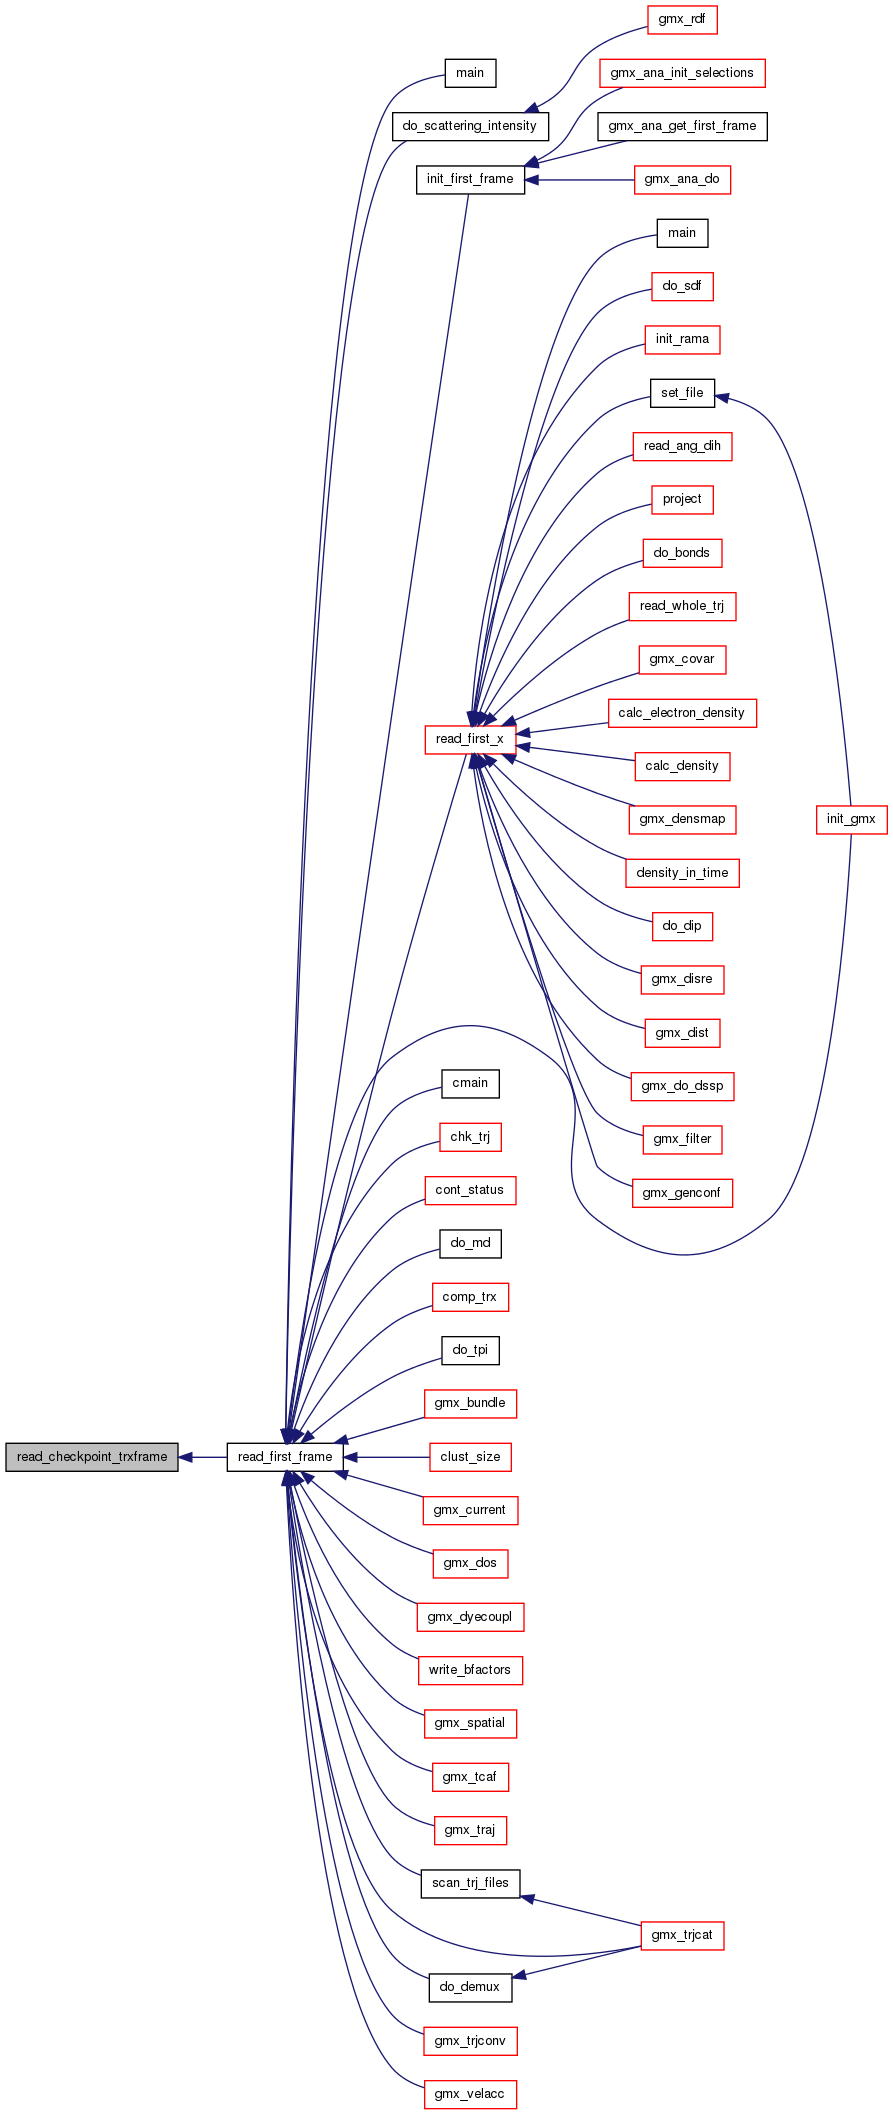 gmx_rdf
main
gmx_ana_init_selections
do_scattering_intensity
gmx_ana_get_first_frame
init_first_frame
gmx_ana_do
main
do_sdf
init_rama
set_file
read_ang_dih
project
do_bonds
read_whole_trj
gmx_covar
calc_electron_density
read_first_x
calc_density
gmx_densmap
init_gmx
density_in_time
do_dip
gmx_disre
gmx_dist
cmain
gmx_do_dssp
chk_trj
gmx_filter
cont_status
gmx_genconf
do_md
comp_trx
do_tpi
gmx_bundle
read_checkpoint_trxframe
read_first_frame
clust_size
gmx_current
gmx_dos
gmx_dyecoupl
write_bfactors
gmx_spatial
gmx_tcaf
gmx_traj
scan_trj_files
gmx_trjcat
do_demux
gmx_trjconv
gmx_velacc